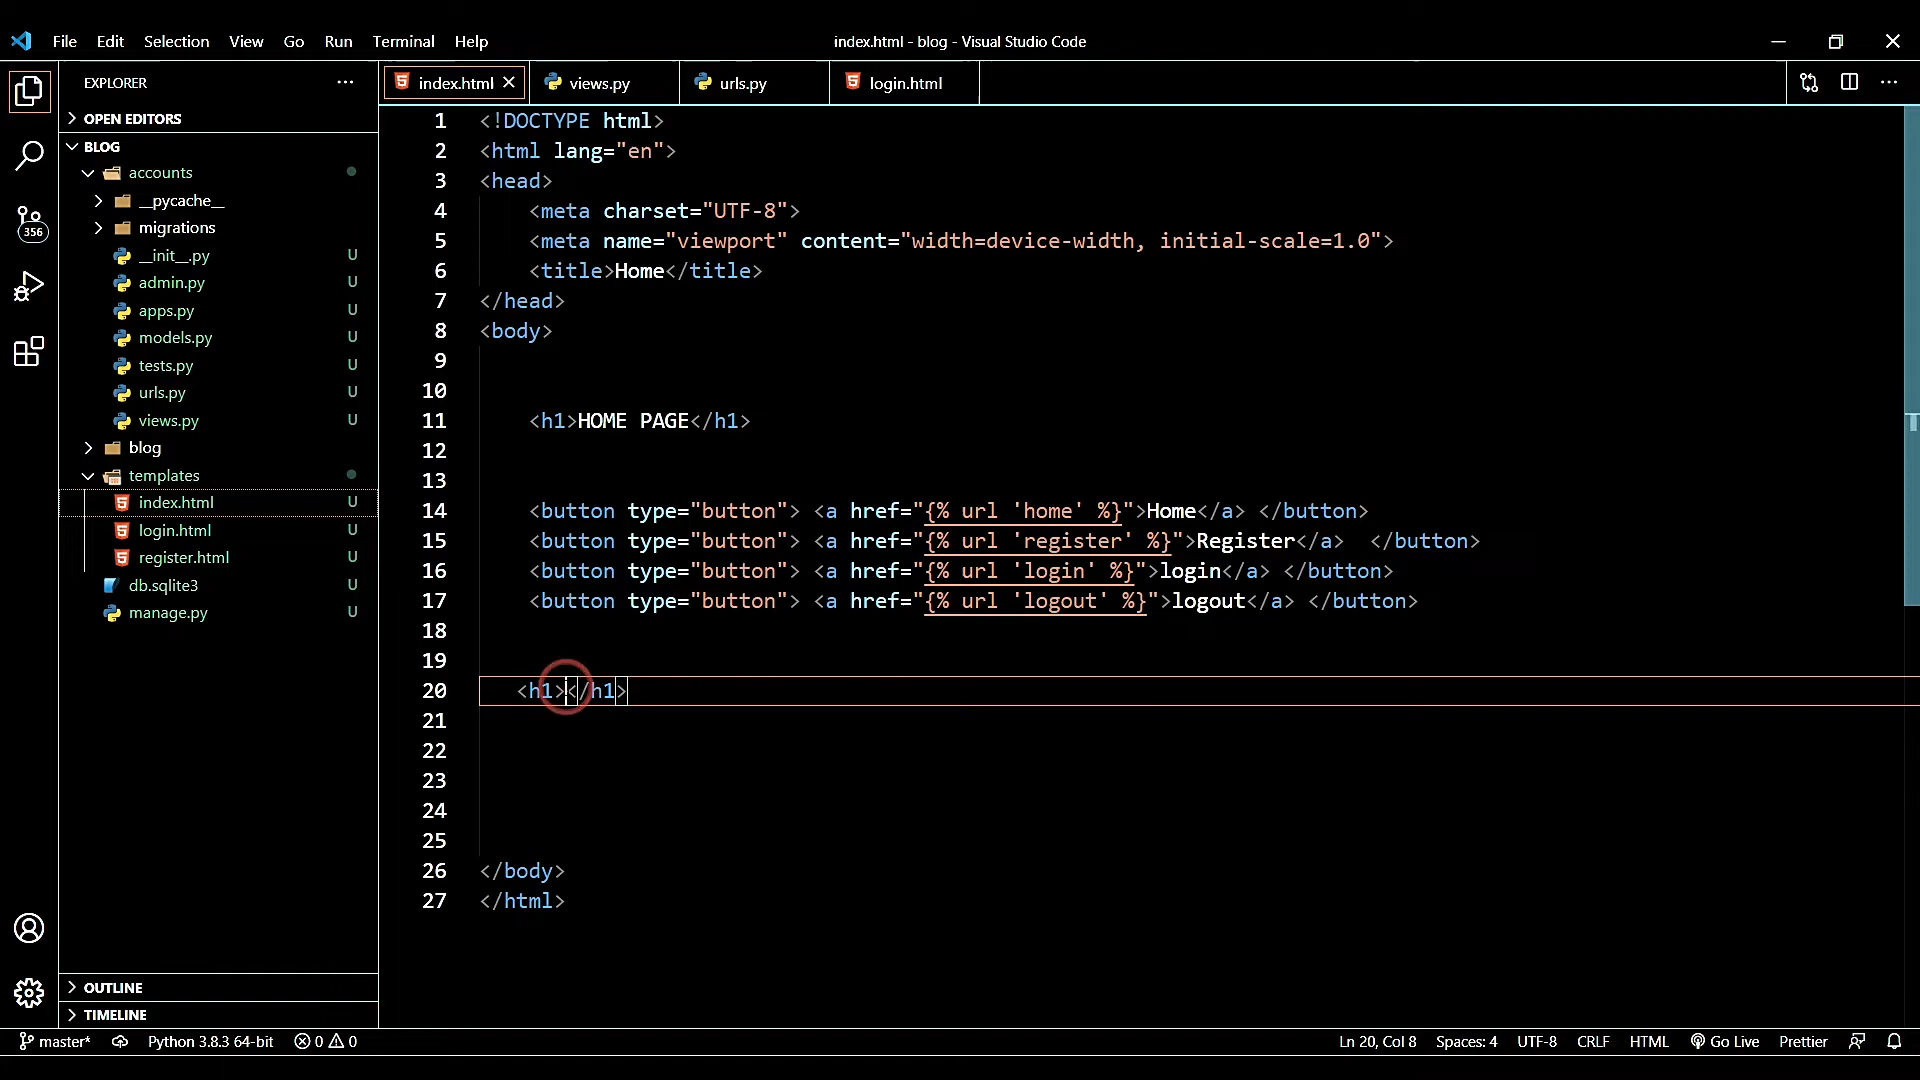 File Edit Selection View Go Run Terminal Help
index.html - blog - Visual Studio Code
EXPLORER
index.html
views.py
urls.py
login.html
OPEN EDITORS
BLOG
accounts
__pycache__
migrations
__init__.py U
admin.py U
apps.py U
models.py U
tests.py U
urls.py U
views.py U
blog
templates
index.html U
login.html U
register.html U
db.sqlite3 U
manage.py U
356
OUTLINE
TIMELINE
1 <!DOCTYPE html>
2 <html lang="en">
3 <head>
4 <meta charset="UTF-8">
5 <meta name="viewport" content="width=device-width, initial-scale=1.0">
6 <title>Home</title>
7 </head>
8 <body>
9
10
11 <h1>HOME PAGE</h1>
12
13
14 <button type="button"> <a href="{% url 'home' %}">Home</a> </button>
15 <button type="button"> <a href="{% url 'register' %}">Register</a>  </button>
16 <button type="button"> <a href="{% url 'login' %}">login</a> </button>
17 <button type="button"> <a href="{% url 'logout' %}">logout</a> </button>
18
19
20 <h1></h1>
21
22
23
24
25
26 </body>
27 </html>
master* Python 3.8.3 64-bit 0 0
Ln 20, Col 8 Spaces: 4 UTF-8 CRLF HTML Go Live Prettier